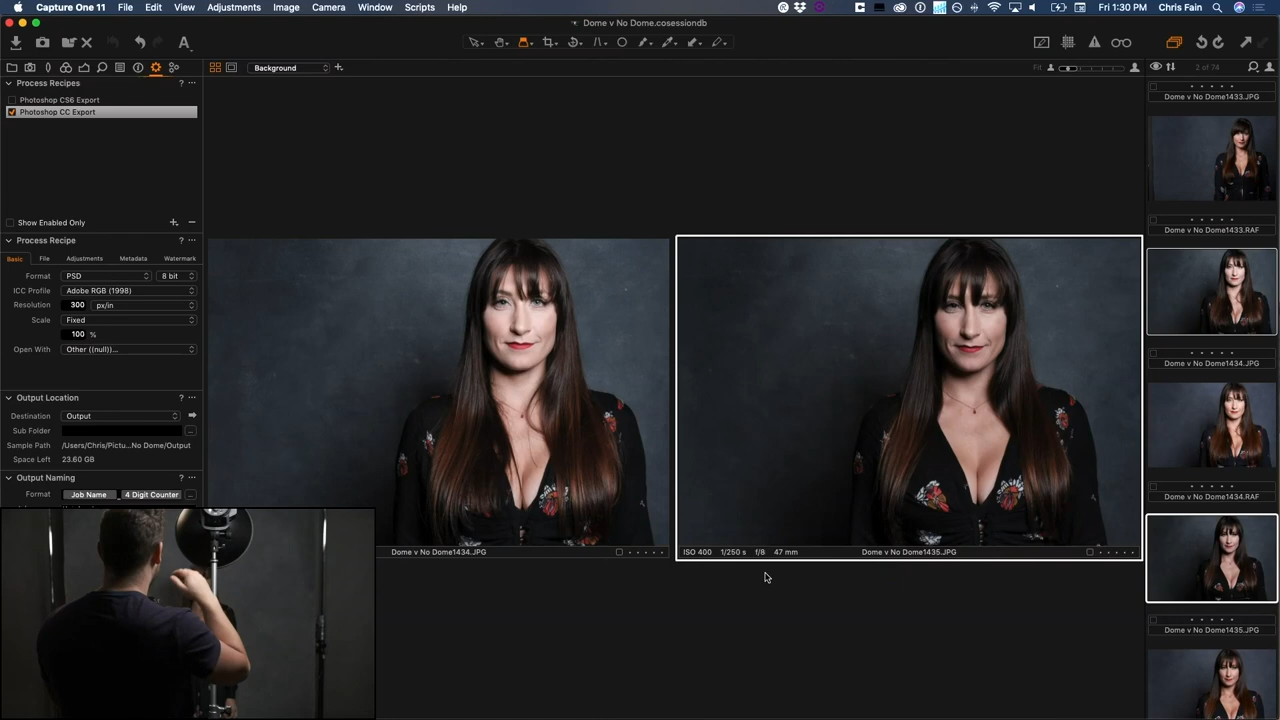 Capture One 11 File Edit View Adjustments Image Camera Window Scripts Help Fri 1:30 PM Chris Fain
Dome v No Dome.cosessiondb
Background
Fit
2 of 74
Process Recipes ? ...
Photoshop CS6 Export
Photoshop CC Export
Show Enabled Only
Process Recipe ? ...
Basic File Adjustments Metadata Watermark
Format PSD 8 bit
ICC Profile Adobe RGB (1998)
Resolution 300 px/in
Scale Fixed
100 %
Open With Other ((null))...
Output Location ? ...
Destination Output
Sub Folder ...
Sample Path /Users/Chris/Pictu...No Dome/Output
Space Left 23.60 GB
Output Naming ? ...
Format Job Name _ 4 Digit Counter ...
Dome v No Dome1434.JPG
ISO 400 1/250 s f/8 47 mm Dome v No Dome1435.JPG
Dome v No Dome1433.JPG
Dome v No Dome1433.RAF
Dome v No Dome1434.JPG
Dome v No Dome1434.RAF
Dome v No Dome1435.JPG